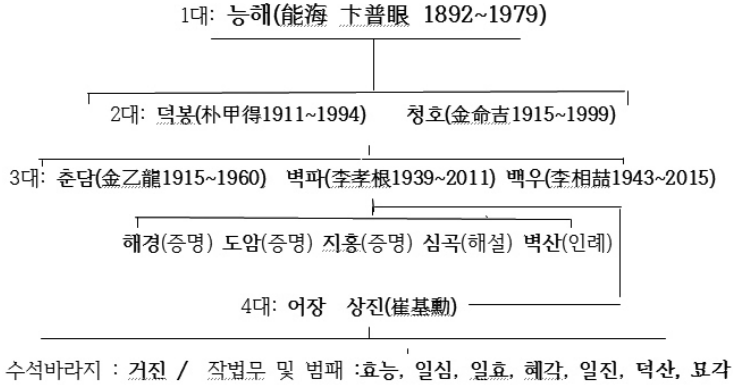 1대: 능해(能海 卞普眼 1892~1979)
2대: 덕봉(朴甲得1911~1994) 청호(金命吉1915~1999)
3대: 춘담(金乙龍1915~1960) 벽파(李孝根1939~2011) 백우(李相喆1943~2015)
해경(증명) 도암(증명) 지홍(증명) 심곡(해설) 벽산(인례)
4대: 어장 상진(崔基勳)
수석바라지 : 거진 / 작법무 및 범패 :효능, 일심, 일효, 혜각, 일진, 덕산, 묘각